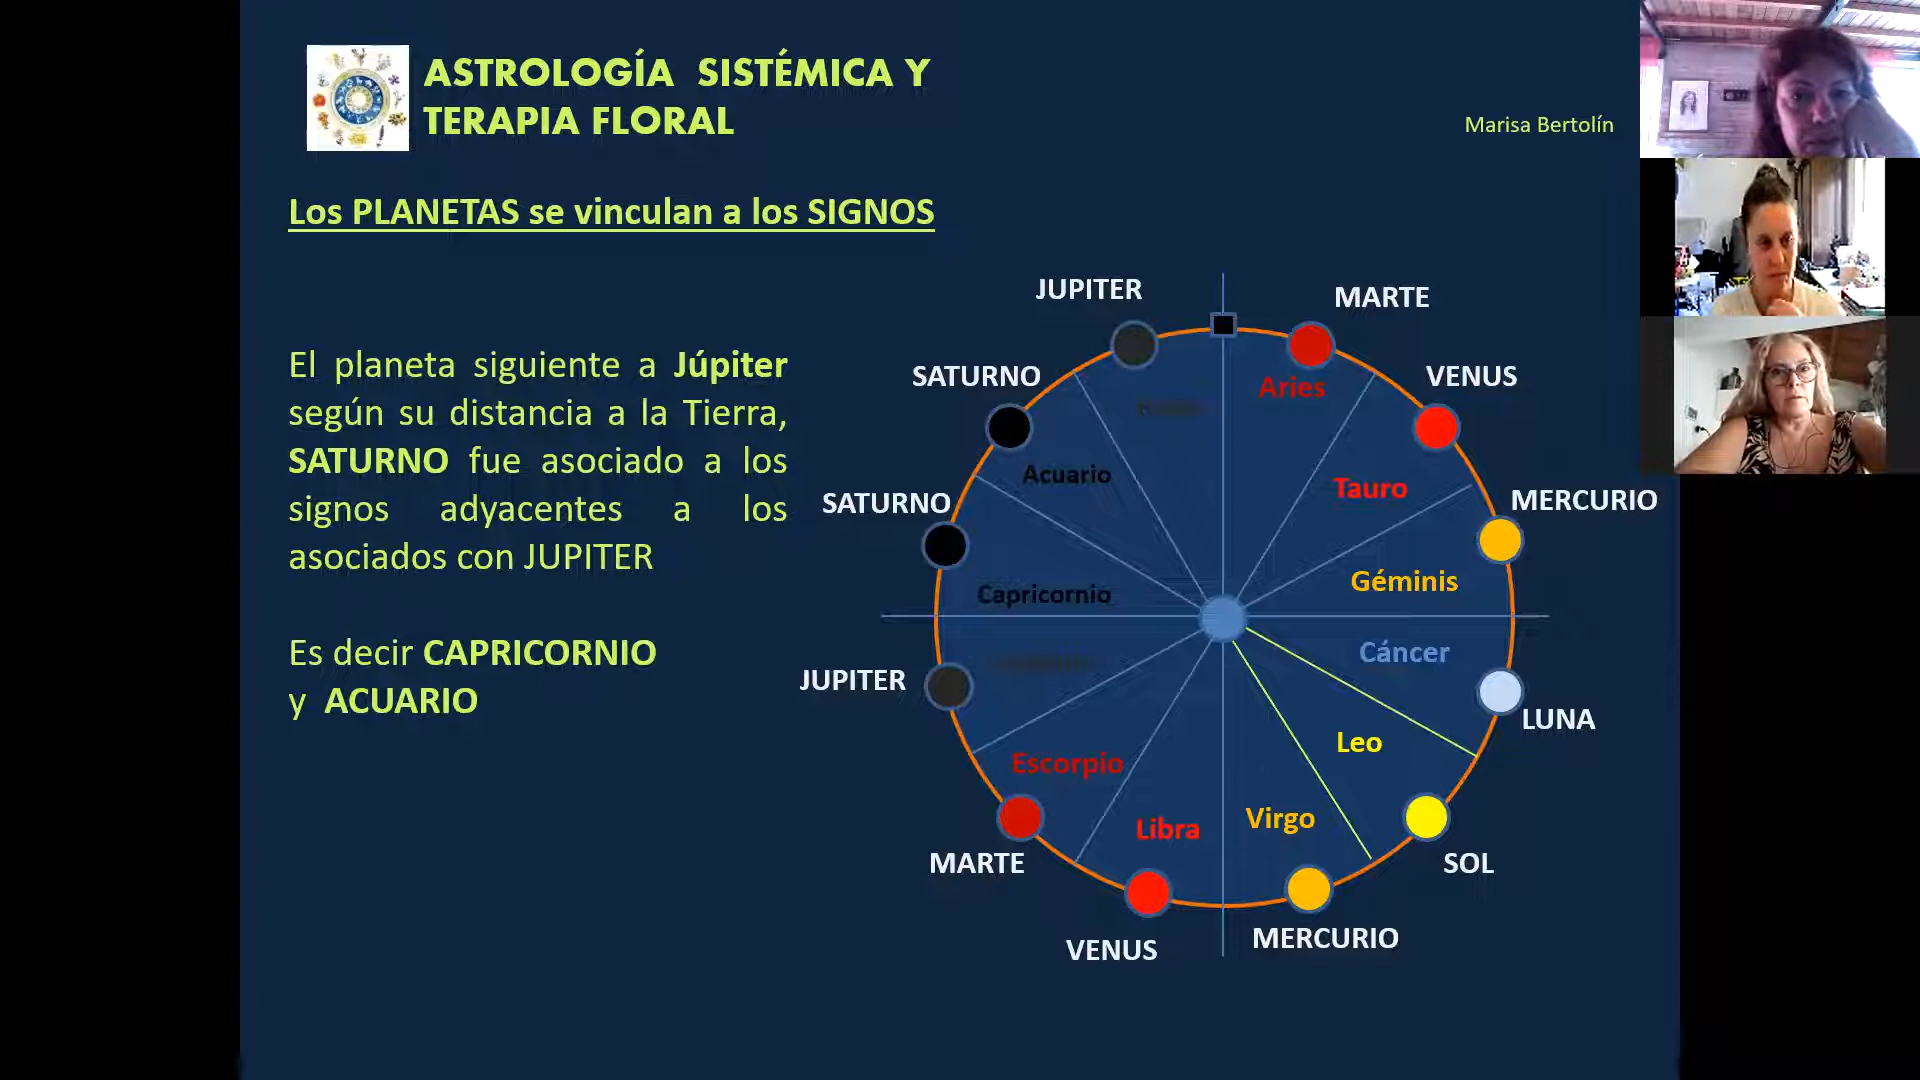 ASTROLOGÍA SISTÉMICA Y
TERAPIA FLORAL
Marisa Bertolín
Los PLANETAS se vinculan a los SIGNOS
El planeta siguiente a Júpiter
según su distancia a la Tierra,
SATURNO fue asociado a los
signos adyacentes a los
asociados con JUPITER
Es decir CAPRICORNIO
y ACUARIO
JUPITER
MARTE
SATURNO
VENUS
Aries
Acuario
Tauro
SATURNO
MERCURIO
Capricornio
Géminis
Cáncer
JUPITER
LUNA
Leo
Escorpio
Virgo
Libra
MARTE
SOL
VENUS
MERCURIO